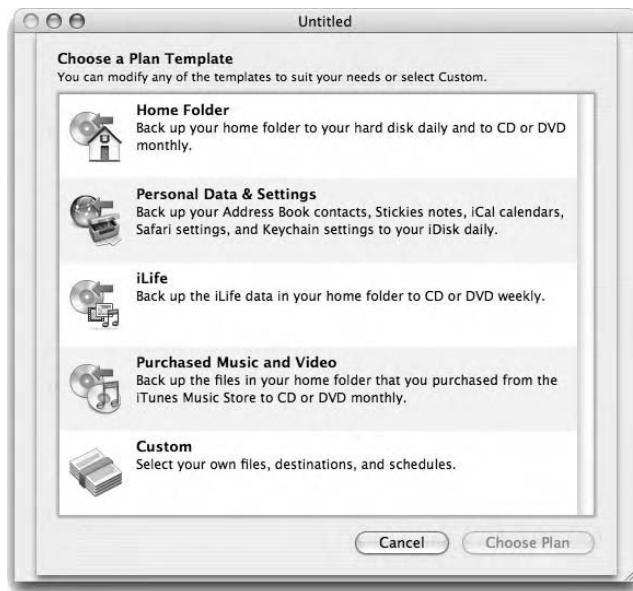 Untitled
Choose a Plan Template
You can modify any of the templates to suit your needs or select Custom.
Home Folder
Back up your home folder to your hard disk daily and to CD or DVD
monthly.
Personal Data & Settings
Back up your Address Book contacts, Stickies notes, iCal calendars,
Safari settings, and Keychain settings to your iDisk daily.
iLife
Back up the iLife data in your home folder to CD or DVD weekly.
Purchased Music and Video
Back up the files in your home folder that you purchased from the
iTunes Music Store to CD or DVD monthly.
Custom
Select your own files, destinations, and schedules.
Cancel Choose Plan